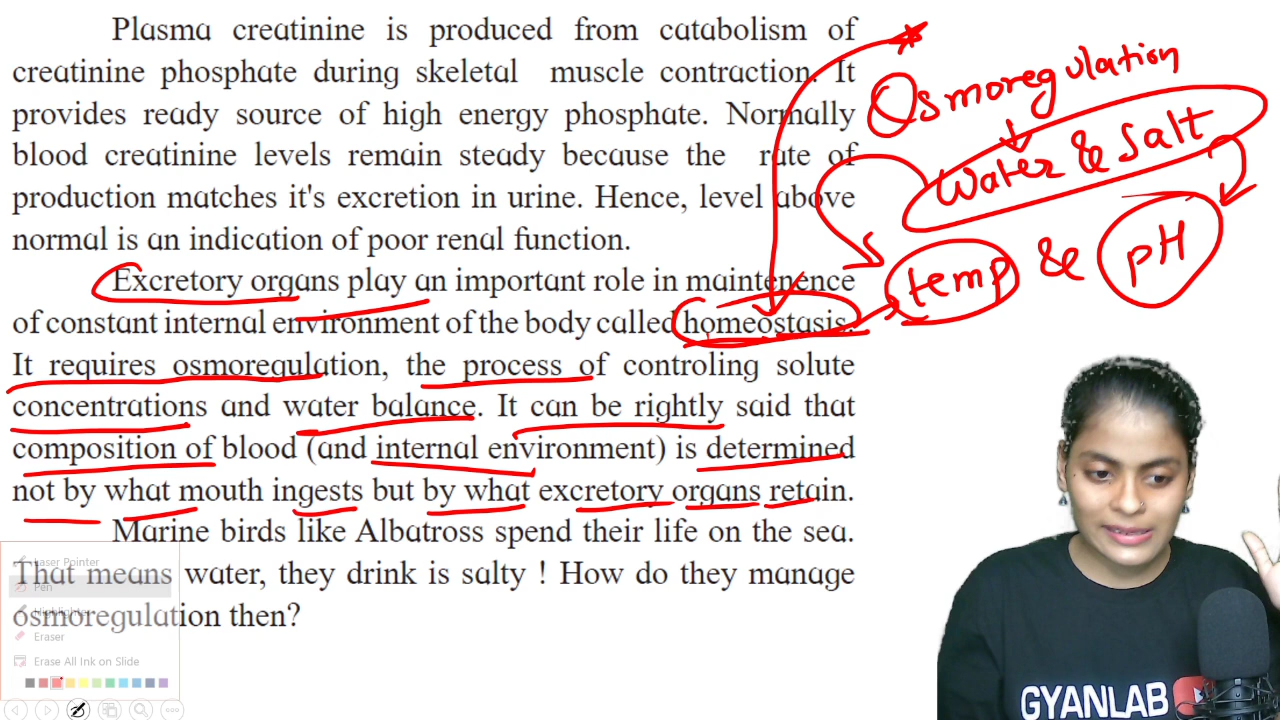 Plasma creatinine is produced from catabolism of
creatinine phosphate during skeletal muscle contraction. It
provides ready source of high energy phosphate. Normally
blood creatinine levels remain steady because the rate of
production matches it's excretion in urine. Hence, level above
normal is an indication of poor renal function.
Excretory organs play an important role in maintenence
of constant internal environment of the body called homeostasis.
It requires osmoregulation, the process of controling solute
concentrations and water balance. It can be rightly said that
composition of blood (and internal environment) is determined
not by what mouth ingests but by what excretory organs retain.
Marine birds like Albatross spend their life on the sea.
That means water, they drink is salty ! How do they manage
osmoregulation then?
Osmoregulation
Water & Salt
temp & pH
Laser Pointer
Pen
Highlighter
Eraser
Erase All Ink on Slide
GYANLAB